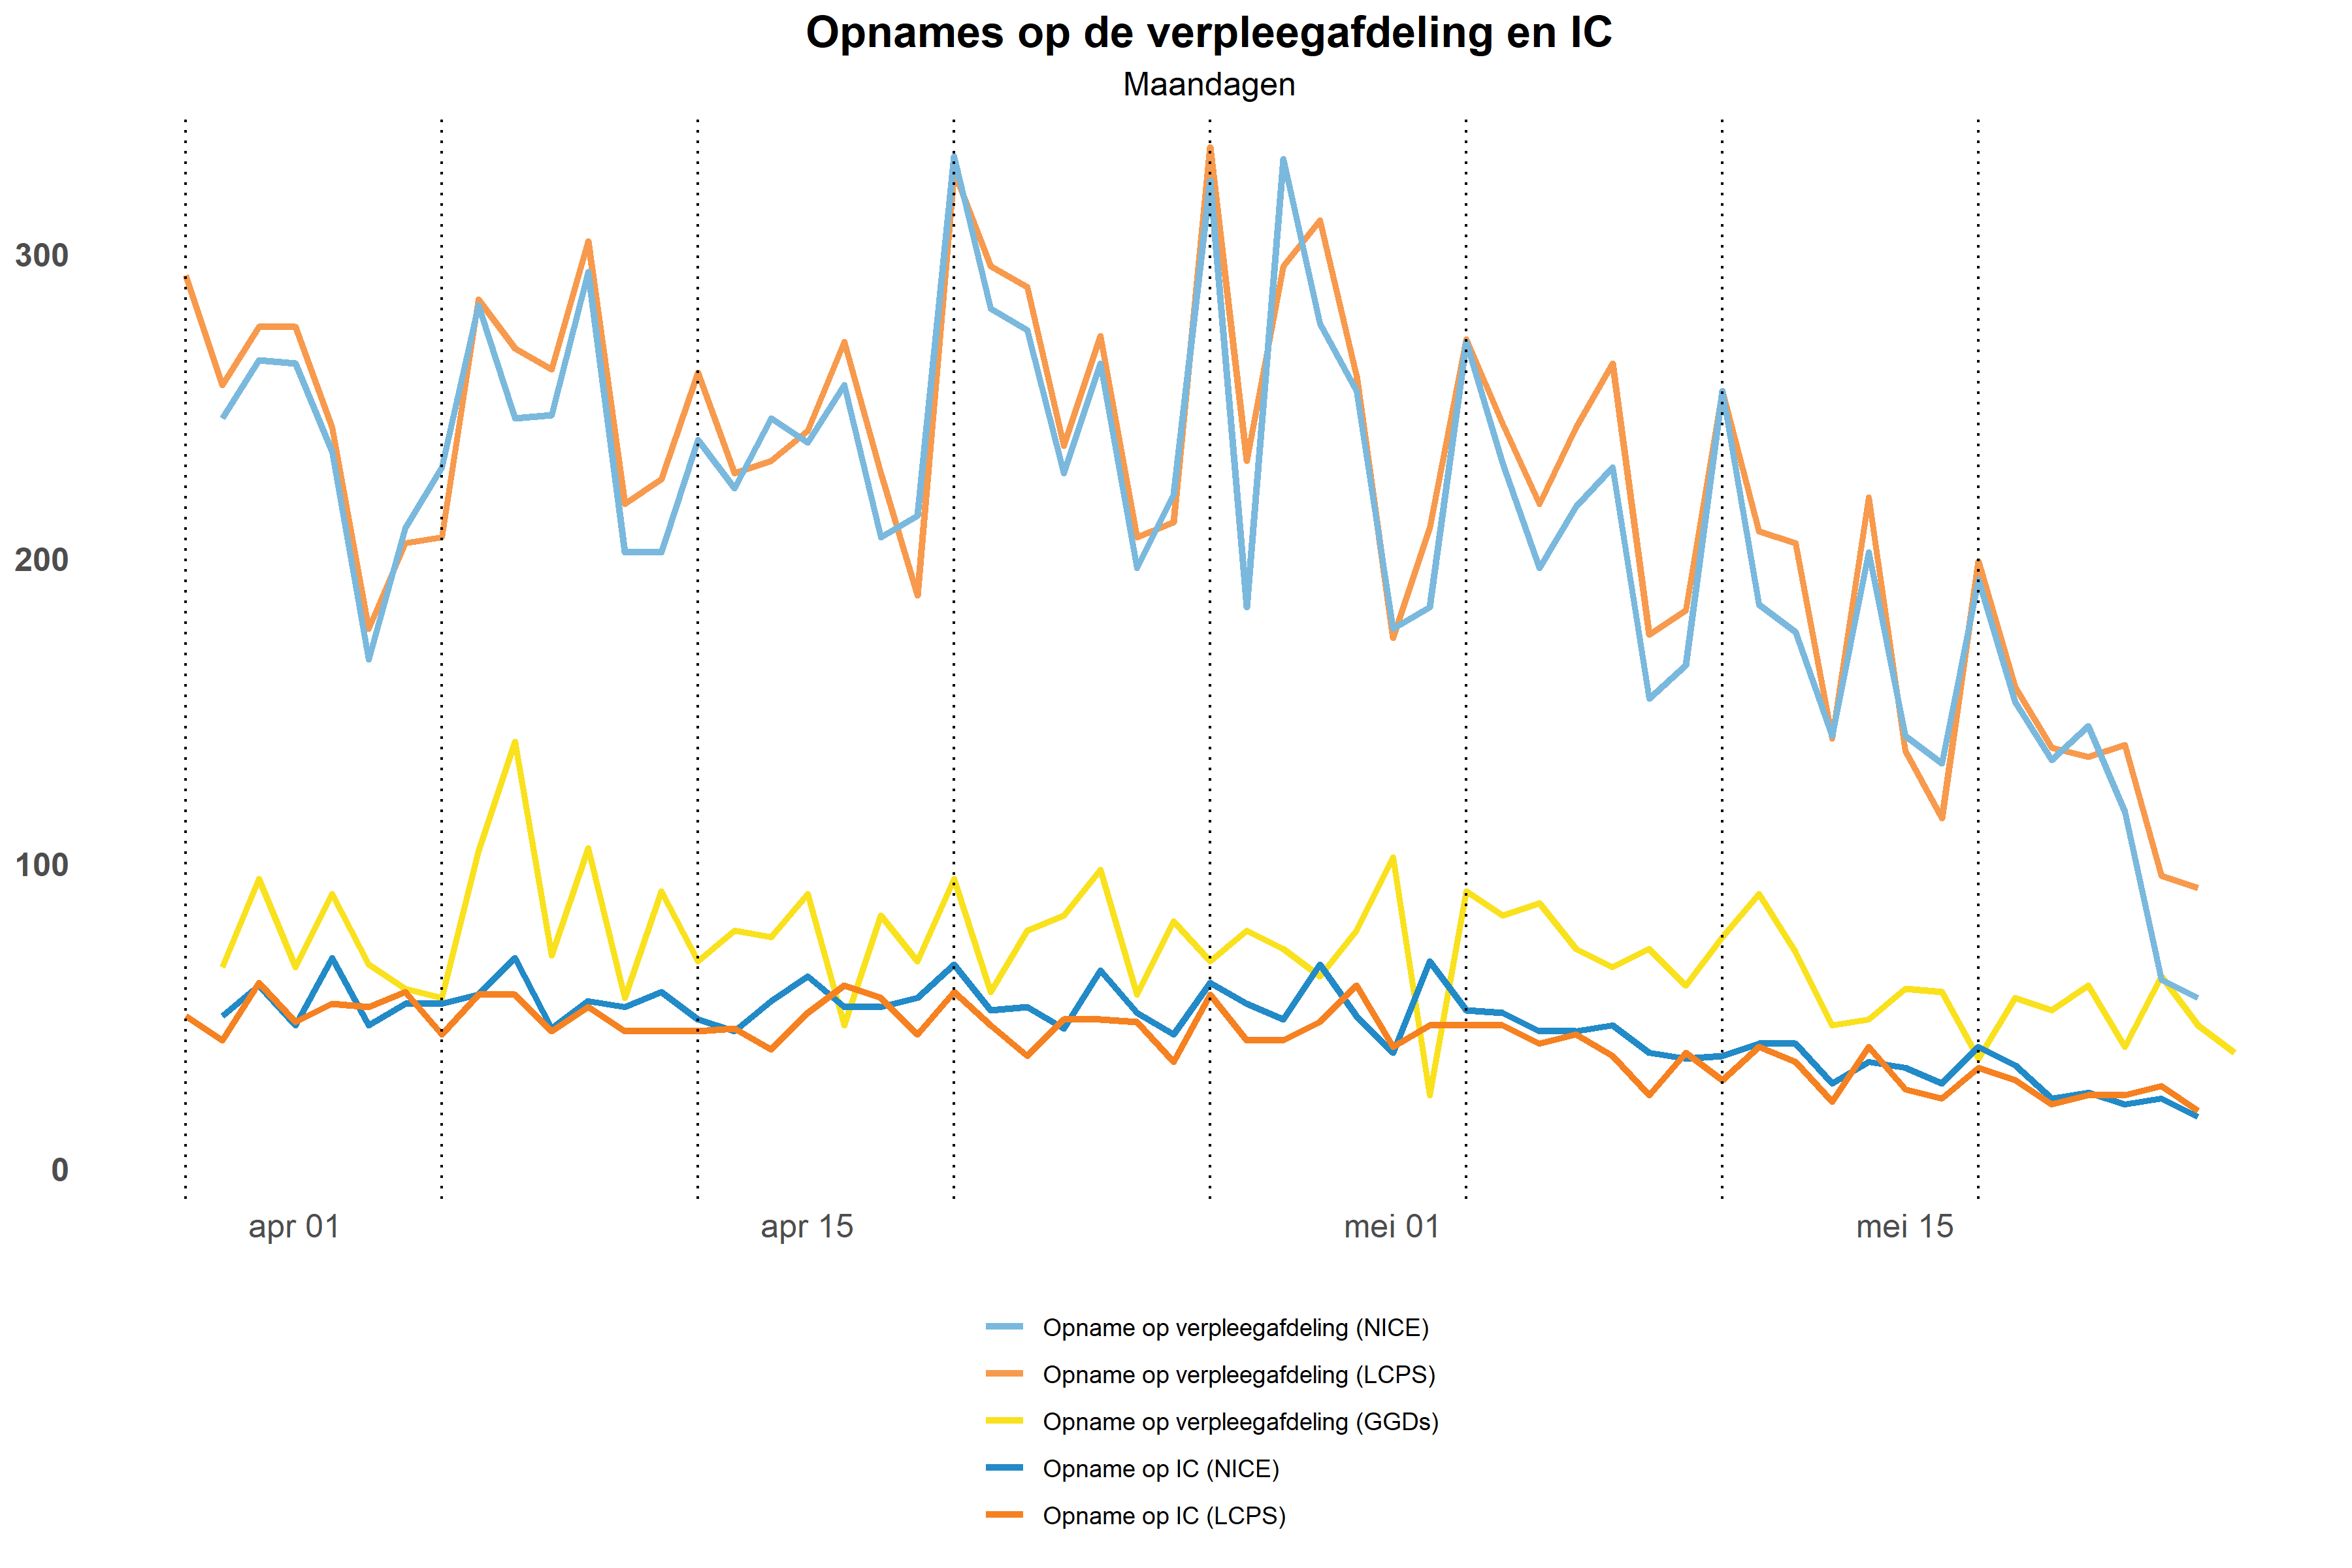 Opnames op de verpleegafdeling en IC
Maandagen
300
200
100
0
apr 01 apr 15 mei 01 mei 15
Opname op verpleegafdeling (NICE)
Opname op verpleegafdeling (LCPS)
Opname op verpleegafdeling (GGDs)
Opname op IC (NICE)
Opname op IC (LCPS)